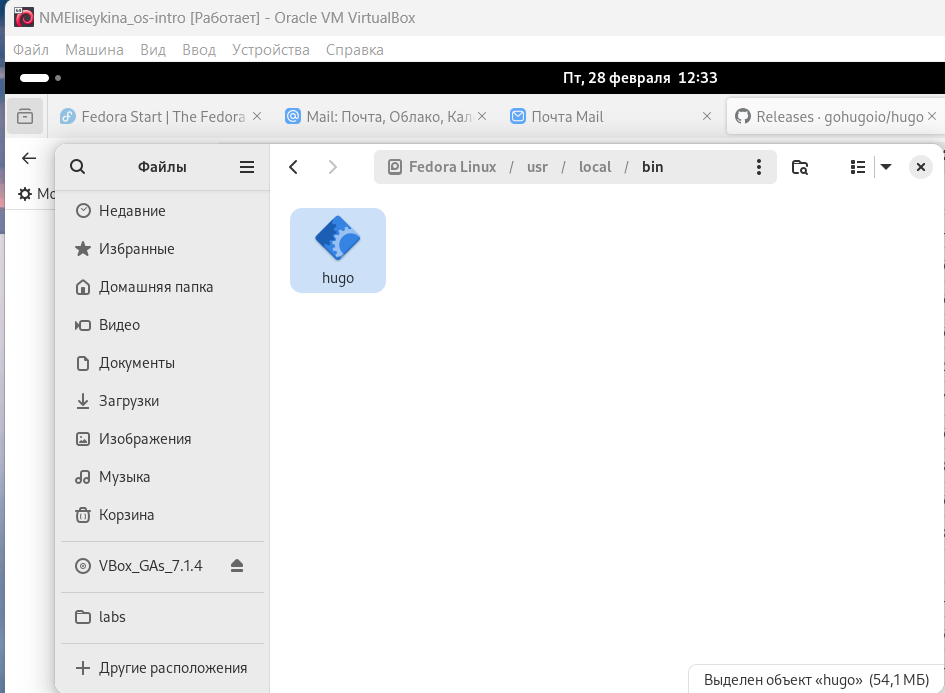 NMEliseykina_os-intro [Работает] - Oracle VM VirtualBox
Файл Машина Вид Ввод Устройства Справка
Пт, 28 февраля 12:33
Fedora Start | The Fedora Mail: Почта, Облако, Кал Почта Mail Releases · gohugoio/hugo
Файлы
Fedora Linux / usr / local / bin
Мо
Недавние
Избранные
Домашняя папка
Видео
Документы
Загрузки
Изображения
Музыка
Корзина
VBox_GAs_7.1.4
labs
Другие расположения
hugo
Выделен объект «hugo» (54,1 МБ)